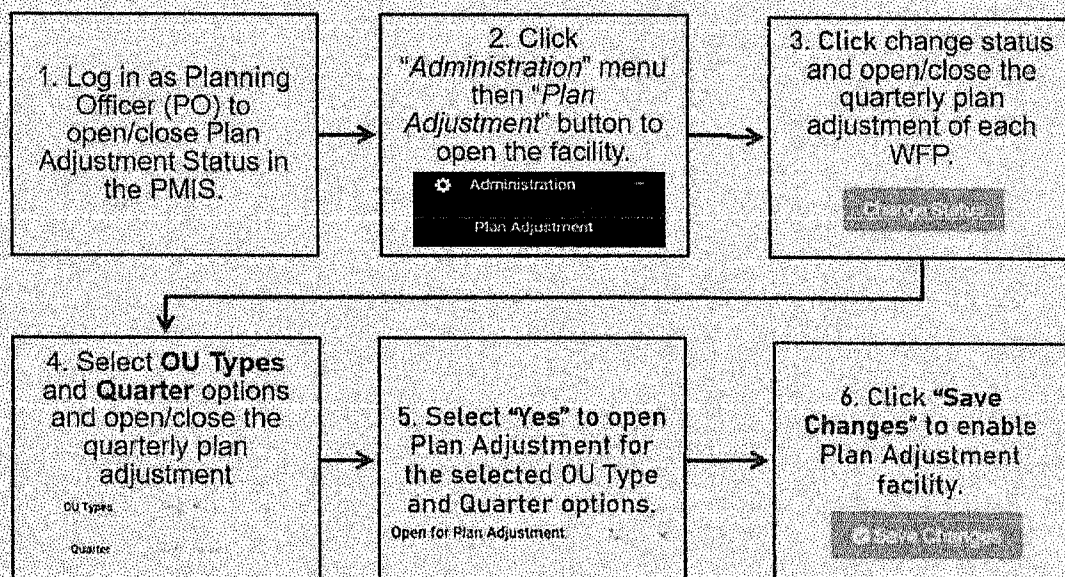 1. Log in as Planning
Officer (PO) to
open/close Plan
Adjustment Status in
the PMIS.
2. Click
"Administration" menu
then "Plan
Adjustment" button to
open the facility.
Administration
Plan Adjustment
3. Click change status
and open/close the
quarterly plan
adjustment of each
WFP.
Change Status
4. Select OU Types
and Quarter options
and open/close the
quarterly plan
adjustment
OU Types
Quarter
5. Select "Yes" to open
Plan Adjustment for
the selected OU Type
and Quarter options.
Open for Plan Adjustment
6. Click "Save
Changes" to enable
Plan Adjustment
facility.
Save Changes